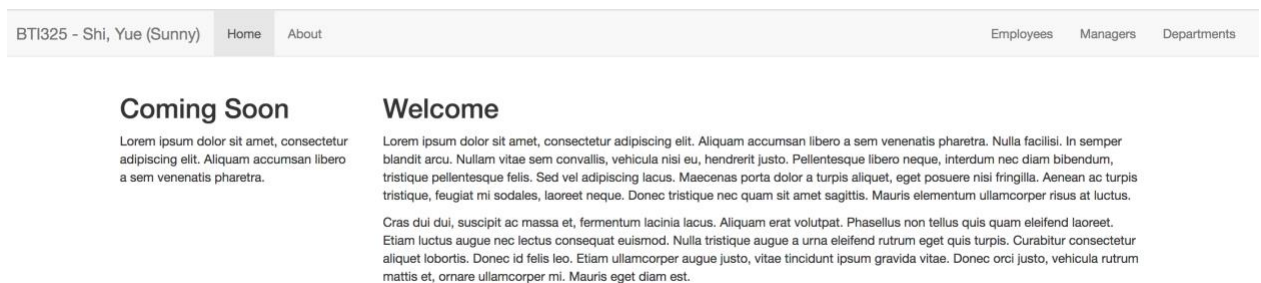 BTI325 - Shi, Yue (Sunny) Home About Employees Managers Departments
Coming Soon
Lorem ipsum dolor sit amet, consectetur
adipiscing elit. Aliquam accumsan libero
a sem venenatis pharetra.
Welcome
Lorem ipsum dolor sit amet, consectetur adipiscing elit. Aliquam accumsan libero a sem venenatis pharetra. Nulla facilisi. In semper
blandit arcu. Nullam vitae sem convallis, vehicula nisi eu, hendrerit justo. Pellentesque libero neque, interdum nec diam bibendum,
tristique pellentesque felis. Sed vel adipiscing lacus. Maecenas porta dolor a turpis aliquet, eget posuere nisi fringilla. Aenean ac turpis
tristique, feugiat mi sodales, laoreet neque. Donec tristique nec quam sit amet sagittis. Mauris elementum ullamcorper risus at luctus.
Cras dui dui, suscipit ac massa et, fermentum lacinia lacus. Aliquam erat volutpat. Phasellus non tellus quis quam eleifend laoreet.
Etiam luctus augue nec lectus consequat euismod. Nulla tristique augue a urna eleifend rutrum eget quis turpis. Curabitur consectetur
aliquet lobortis. Donec id felis leo. Etiam ullamcorper augue justo, vitae tincidunt ipsum gravida vitae. Donec orci justo, vehicula rutrum
mattis et, ornare ullamcorper mi. Mauris eget diam est.